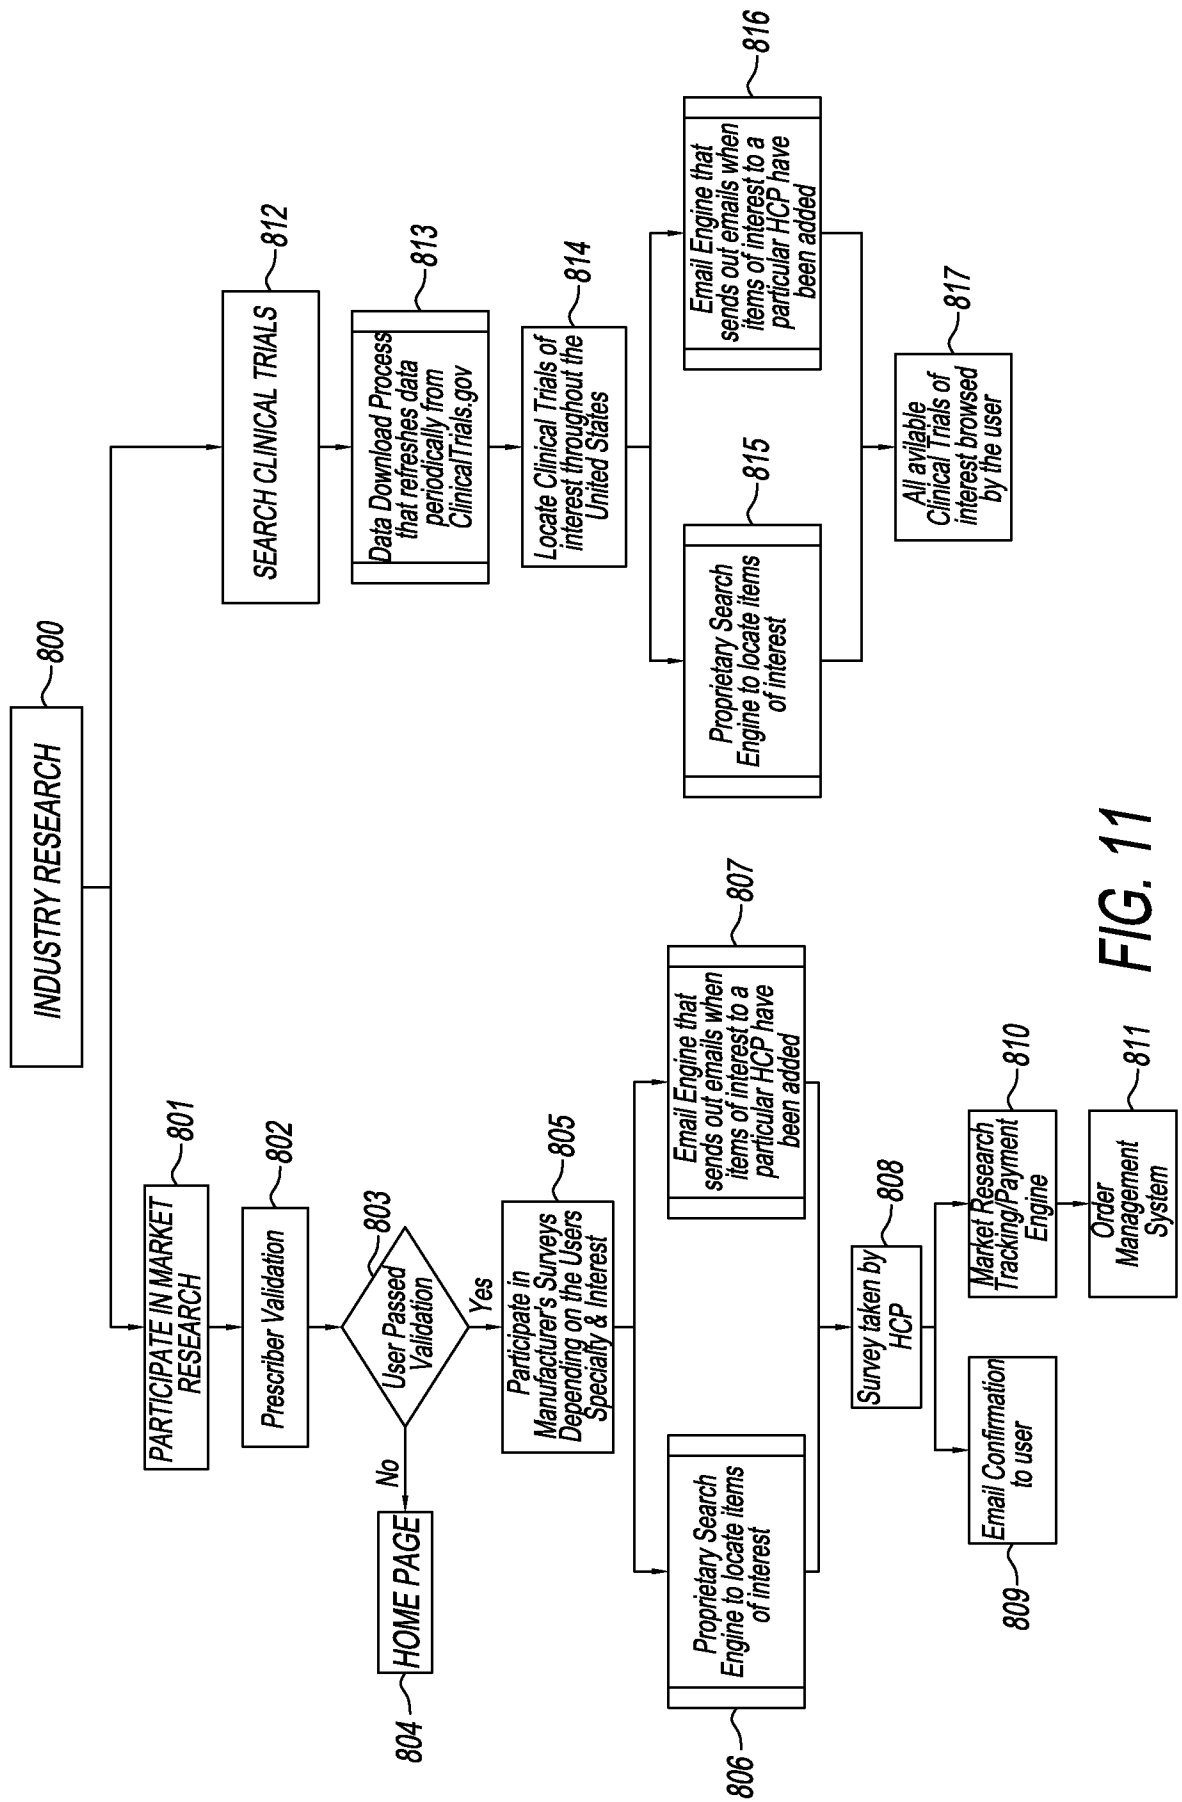 INDUSTRY RESEARCH
800
PARTICIPATE IN MARKET
RESEARCH
801
Prescriber Validation
802
User Passed
Validation
803
No
Yes
HOME PAGE
804
Participate in
Manufacturer's Surveys
Depending on the Users
Specialty & Interest
805
Proprietary Search
Engine to locate items
of interest
806
Email Engine that
sends out emails when
items of interest to a
particular HCP have
been added
807
Survey taken by
HCP
808
Email Confirmation
to user
809
Market Research
Tracking/Payment
Engine
810
Order
Management
System
811
SEARCH CLINICAL TRIALS
812
Data Download Process
that refreshes data
periodically from
ClinicalTrials.gov
813
Locate Clinical Trials of
interest throughout the
United States
814
Proprietary Search
Engine to locate items
of interest
815
Email Engine that
sends out emails when
items of interest to a
particular HCP have
been added
816
All avilable
Clinical Trials of
interest browsed
by the user
817
FIG. 11